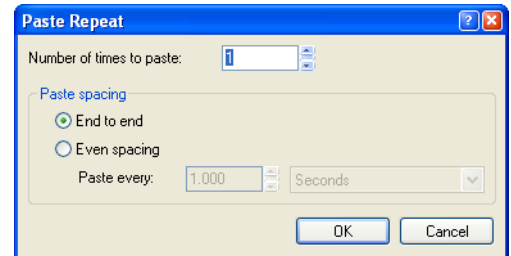 Paste Repeat
Number of times to paste: 1
Paste spacing
End to end
Even spacing
Paste every: 1.000 Seconds
OK Cancel